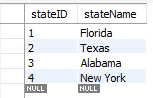 stateID stateName
1 Florida
2 Texas
3 Alabama
4 New York
NULL NULL